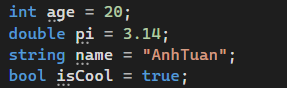 int age = 20;
double pi = 3.14;
string name = "AnhTuan";
bool isCool = true;